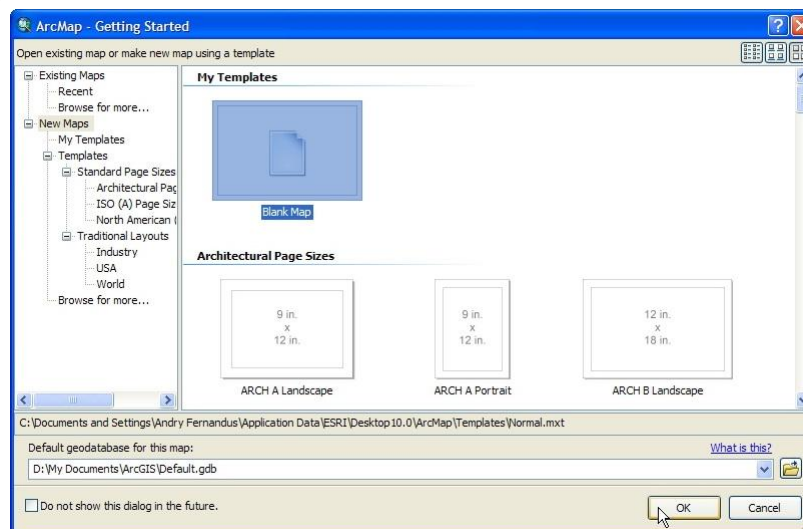 ArcMap - Getting Started
Open existing map or make new map using a template
Existing Maps
Recent
Browse for more...
New Maps
My Templates
Templates
Standard Page Sizes
Architectural Pag
ISO (A) Page Siz
North American (
Traditional Layouts
Industry
USA
World
Browse for more...
My Templates
Blank Map
Architectural Page Sizes
9 in.
x
12 in.
ARCH A Landscape
9 in.
x
12 in.
ARCH A Portrait
12 in.
x
18 in.
ARCH B Landscape
C:\Documents and Settings\Andry Fernandus\Application Data\ESRI\Desktop10.0\ArcMap\Templates\Normal.mxt
Default geodatabase for this map:
What is this?
D:\My Documents\ArcGIS\Default.gdb
Do not show this dialog in the future.
OK
Cancel